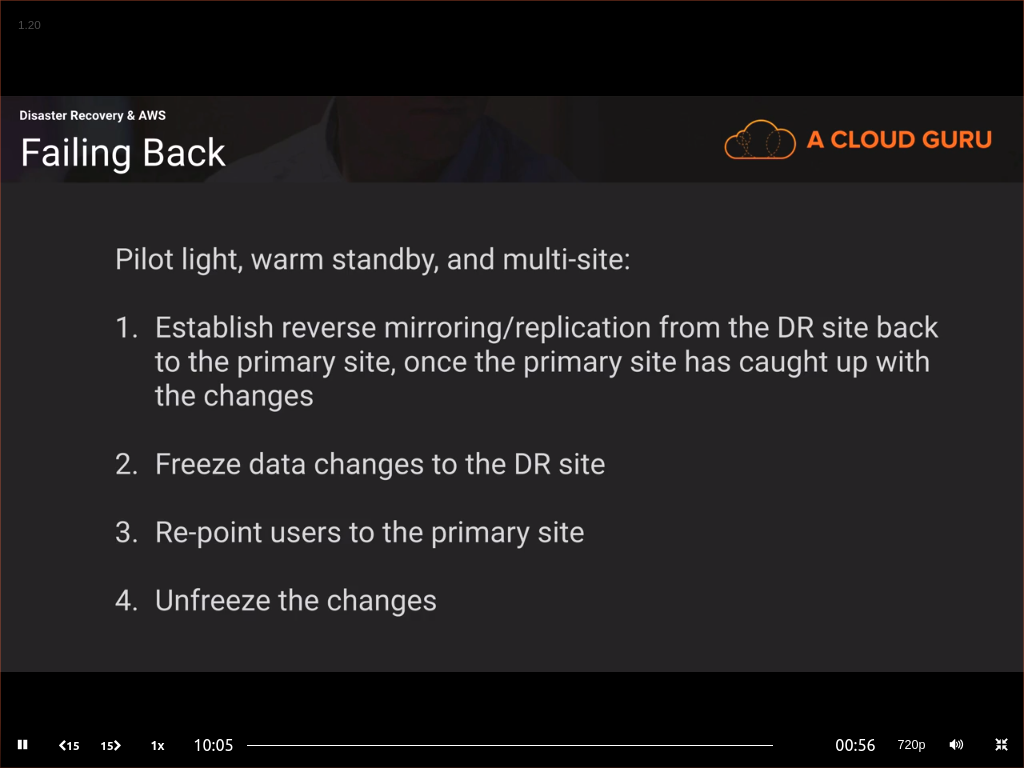 1.20
Disaster Recovery & AWS
Failing Back
A CLOUD GURU
Pilot light, warm standby, and multi-site:
1. Establish reverse mirroring/replication from the DR site back
to the primary site, once the primary site has caught up with
the changes
2. Freeze data changes to the DR site
3. Re-point users to the primary site
4. Unfreeze the changes
15 15 1x 10:05 00:56 720p